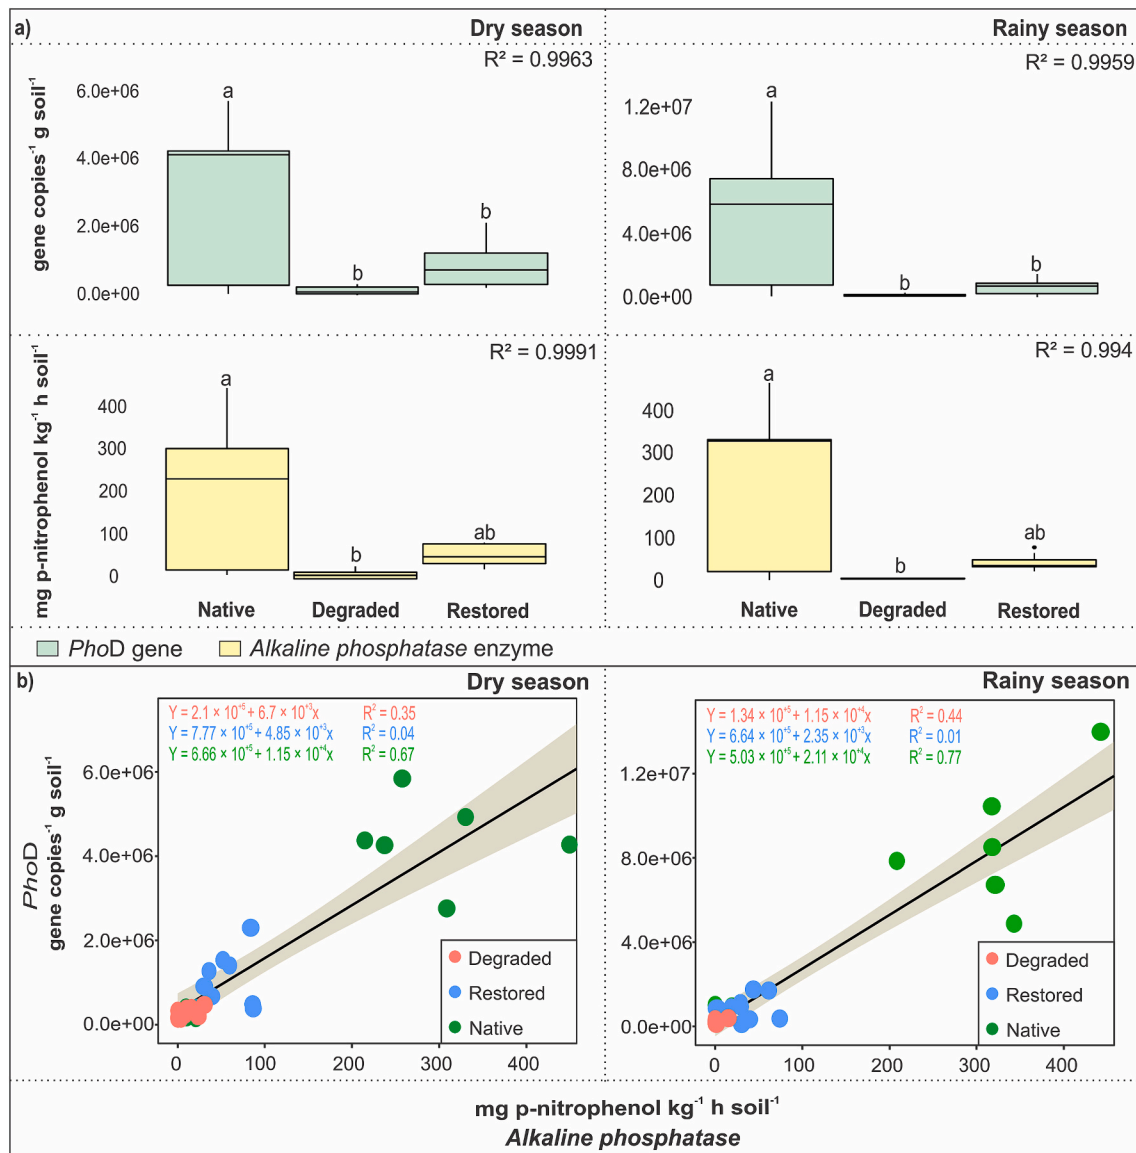 a)
Dry season
Rainy season
R² = 0.9963
R² = 0.9959
gene copies⁻¹ g soil⁻¹
6.0e+06
4.0e+06
2.0e+06
0.0e+00
a
b
b
1.2e+07
8.0e+06
4.0e+06
0.0e+00
a
b
b
R² = 0.9991
R² = 0.994
mg p-nitrophenol kg⁻¹ h soil⁻¹
400
300
200
100
0
a
b
ab
400
300
200
100
0
a
b
ab
Native Degraded Restored
Native Degraded Restored
PhoD gene
Alkaline phosphatase enzyme
b)
Dry season
Rainy season
Y = 2.1 × 10⁺⁵ + 6.7 × 10⁺³x R² = 0.35
Y = 7.77 × 10⁺⁵ + 4.85 × 10⁺³x R² = 0.04
Y = 6.66 × 10⁺⁵ + 1.15 × 10⁺⁴x R² = 0.67
Y = 1.34 × 10⁺⁵ + 1.15 × 10⁺⁴x R² = 0.44
Y = 6.64 × 10⁺⁵ + 2.35 × 10⁺³x R² = 0.01
Y = 5.03 × 10⁺⁵ + 2.11 × 10⁺⁴x R² = 0.77
PhoD
gene copies⁻¹ g soil⁻¹
6.0e+06
4.0e+06
2.0e+06
0.0e+00
Degraded
Restored
Native
0 100 200 300 400
1.2e+07
8.0e+06
4.0e+06
0.0e+00
Degraded
Restored
Native
0 100 200 300 400
mg p-nitrophenol kg⁻¹ h soil⁻¹
Alkaline phosphatase